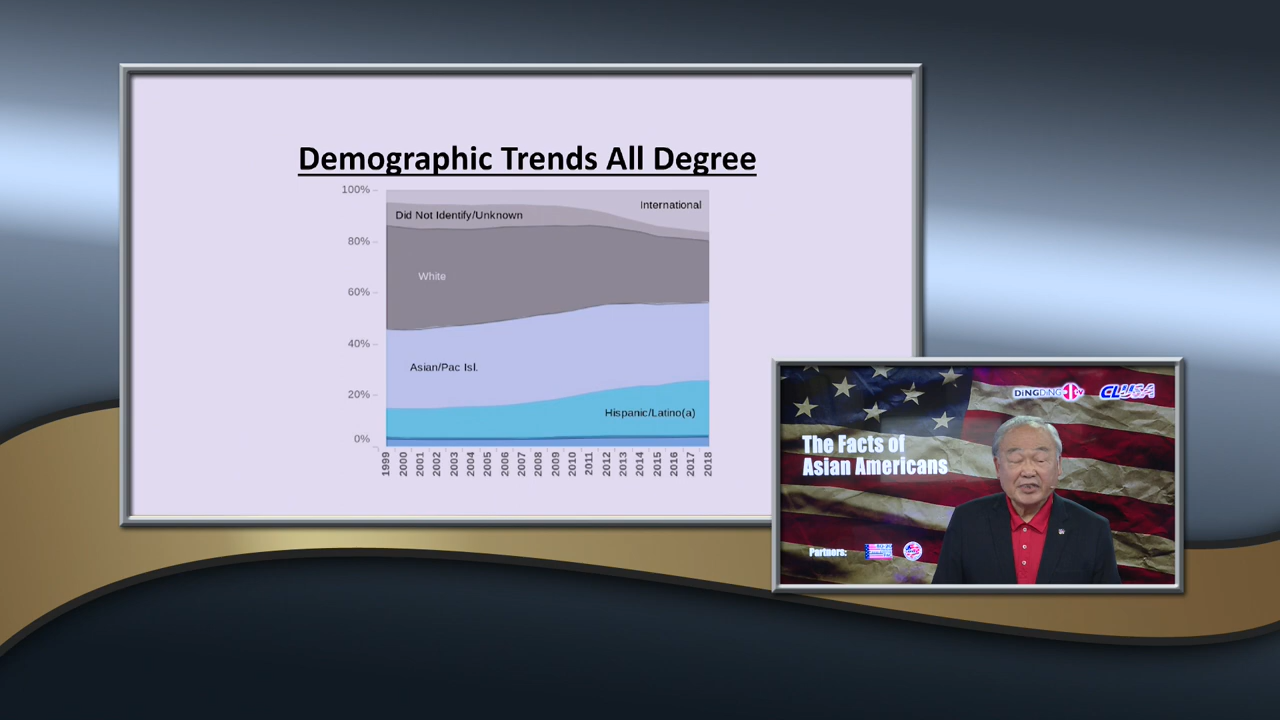 Demographic Trends All Degree
100%
80%
60%
40%
20%
0%
International
Did Not Identify/Unknown
White
Asian/Pac Isl.
Hispanic/Latino(a)
1999
2000
2001
2002
2003
2004
2005
2006
2007
2008
2009
2010
2011
2012
2013
2014
2015
2016
2017
2018
DiNGDiNG TV
CLUSA
The Facts of
Asian Americans
Partners: